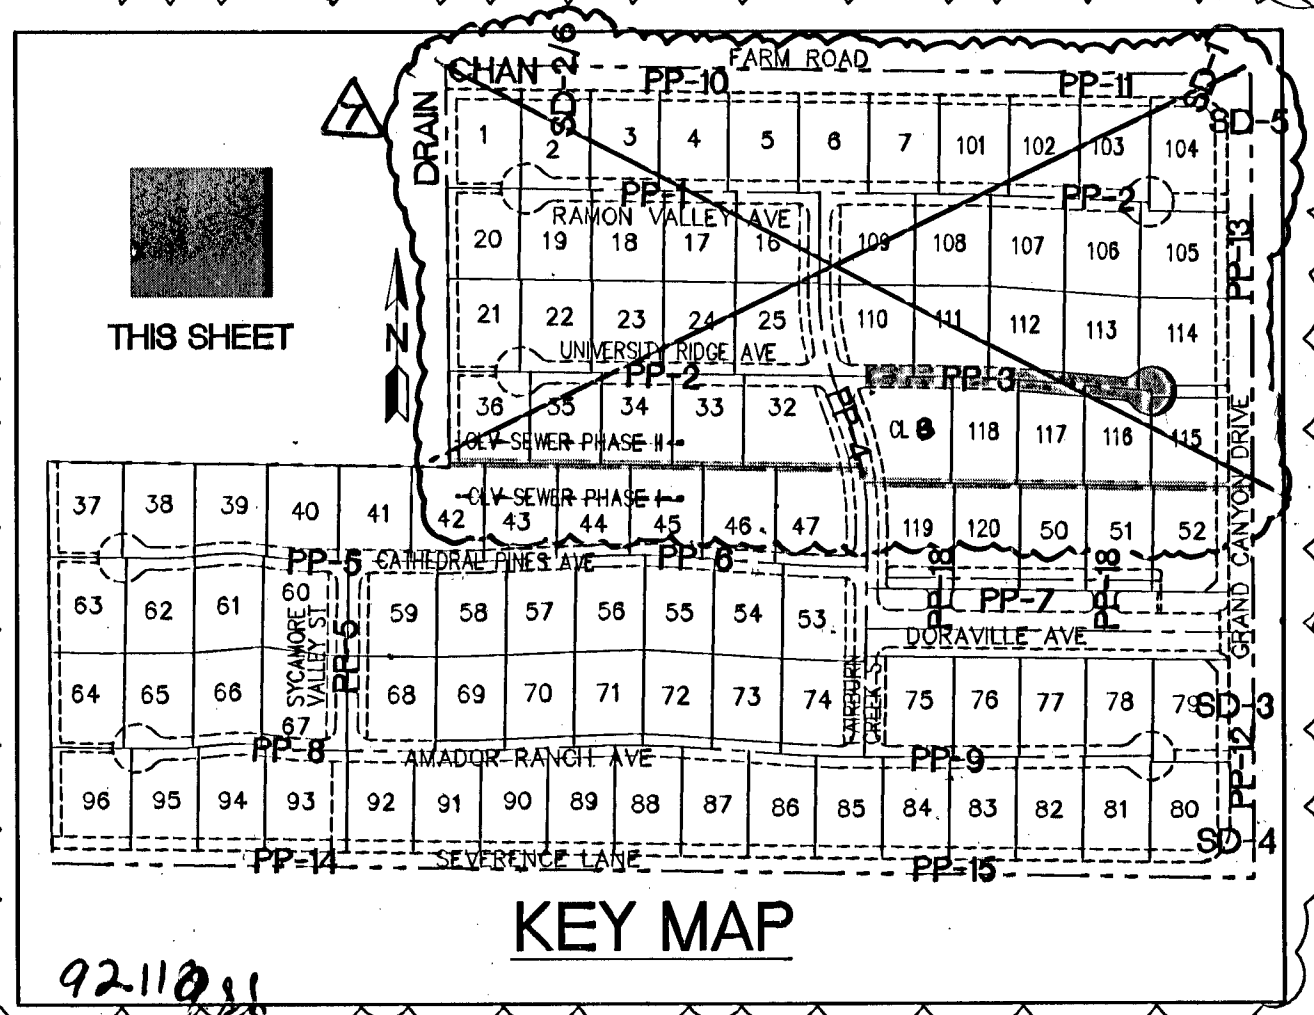 FARM ROAD
CHAN
SD-2/6
PP-10
PP-11
SD-5
7
DRAIN
1 2 3 4 5 6 7 101 102 103 104
PP-1
PP-2
RAMON VALLEY AVE
20 19 18 17 16 109 108 107 106 105
PP-13
THIS SHEET
N
21 22 23 24 25 110 111 112 113 114
UNIVERSITY RIDGE AVE
PP-2
PP-3
36 35 34 33 32
118 117 116 115
PP-4
CLV SEWER PHASE II
CLV SEWER PHASE I
GRAND CANYON DRIVE
37 38 39 40 41 42 43 44 45 46 47 119 120 50 51 52
PP-5
CATHEDRAL PINES AVE
PP-6
PP-18
PP-18
PP-7
63 62 61 60 59 58 57 56 55 54 53
DORAVILLE AVE
SYCAMORE
VALLEY ST
PP-5
64 65 66 67 68 69 70 71 72 73 74 75 76 77 78 79
SD-3
PP-8
AMADOR RANCH AVE
PP-9
PP-12
96 95 94 93 92 91 90 89 88 87 86 85 84 83 82 81 80
SD-4
PP-14
SEVERENCE LANE
PP-15
KEY MAP